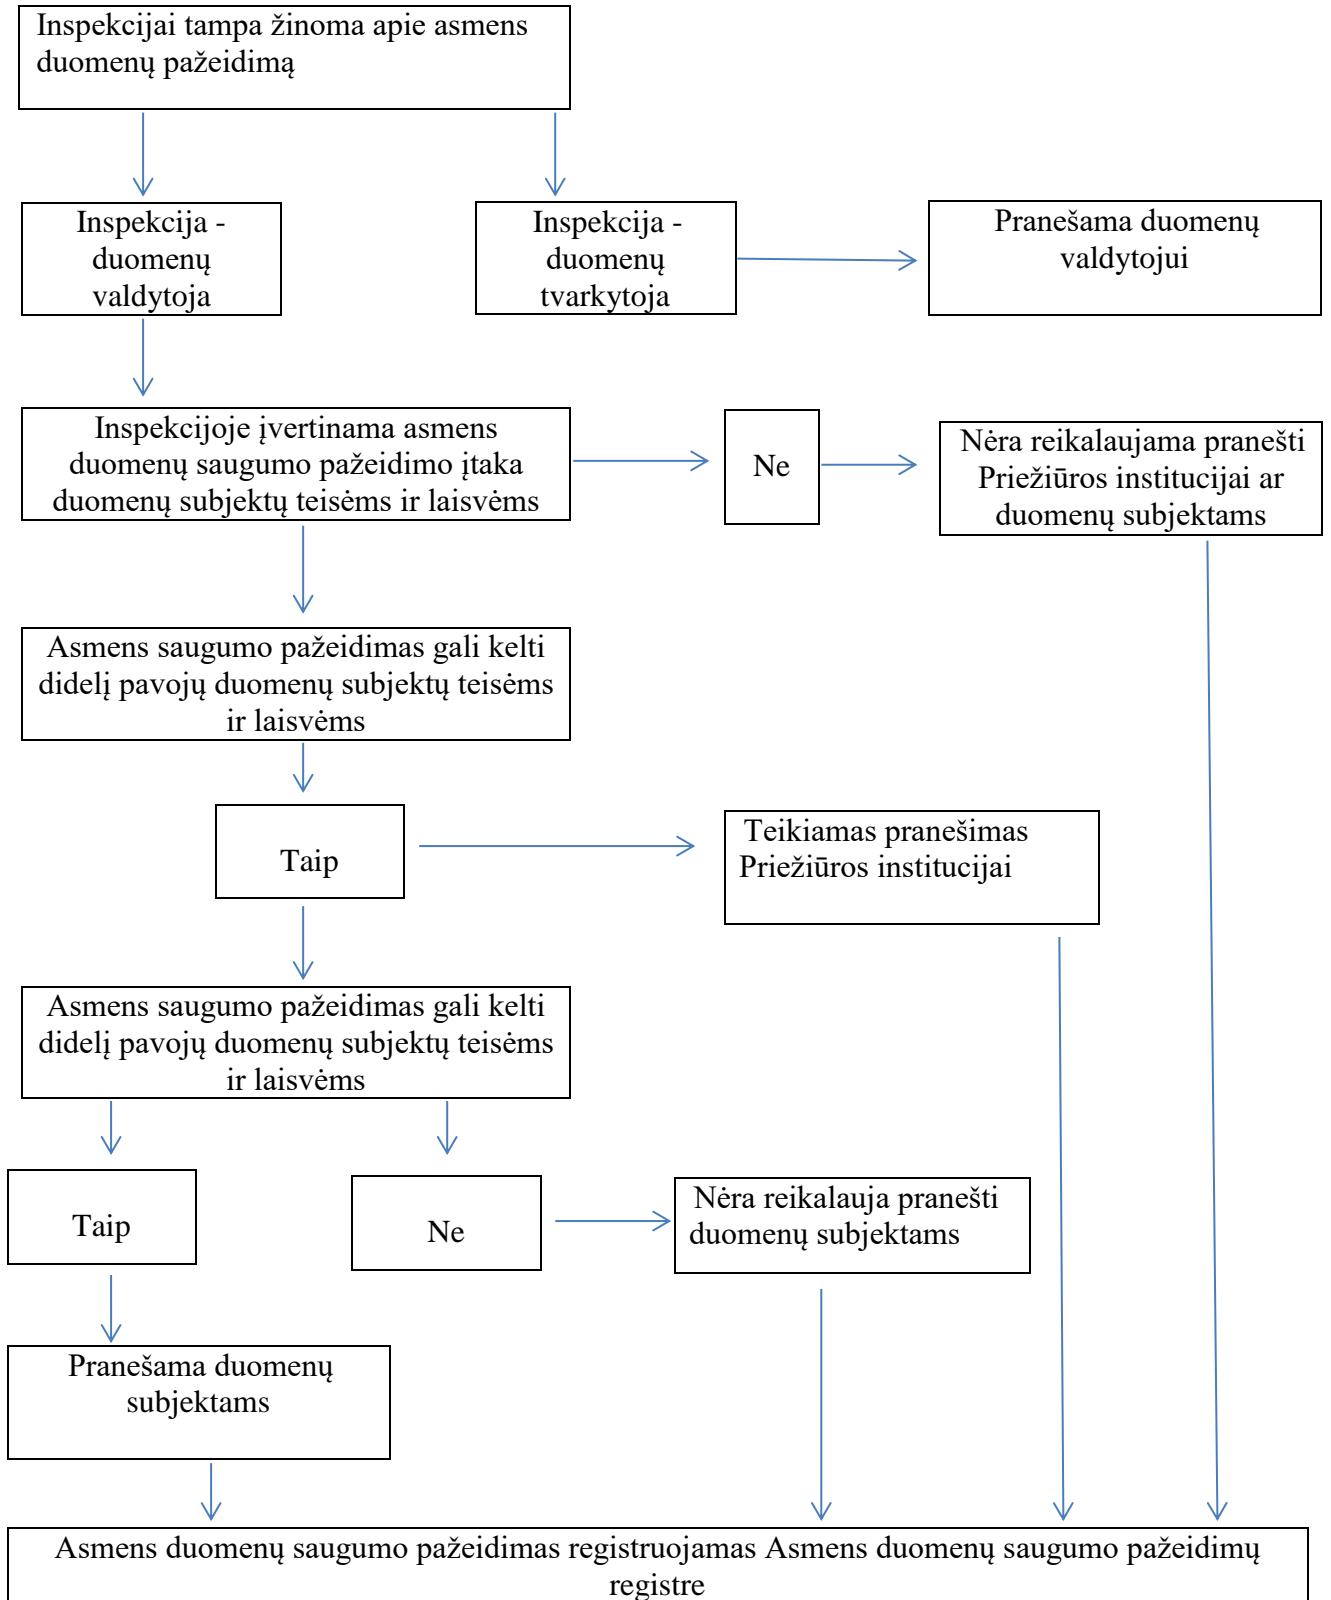 Inspekcijai tampa žinoma apie asmens
duomenų pažeidimą
Inspekcija -
duomenų
valdytoja
Inspekcija -
duomenų
tvarkytoja
Pranešama duomenų
valdytojui
Inspekcijoje įvertinama asmens
duomenų saugumo pažeidimo įtaka
duomenų subjektų teisėms ir laisvėms
Ne
Nėra reikalaujama pranešti
Priežiūros institucijai ar
duomenų subjektams
Asmens saugumo pažeidimas gali kelti
didelį pavojų duomenų subjektų teisėms
ir laisvėms
Taip
Teikiamas pranešimas
Priežiūros institucijai
Asmens saugumo pažeidimas gali kelti
didelį pavojų duomenų subjektų teisėms
ir laisvėms
Taip
Ne
Nėra reikalauja pranešti
duomenų subjektams
Pranešama duomenų
subjektams
Asmens duomenų saugumo pažeidimas registruojamas Asmens duomenų saugumo pažeidimų
registre